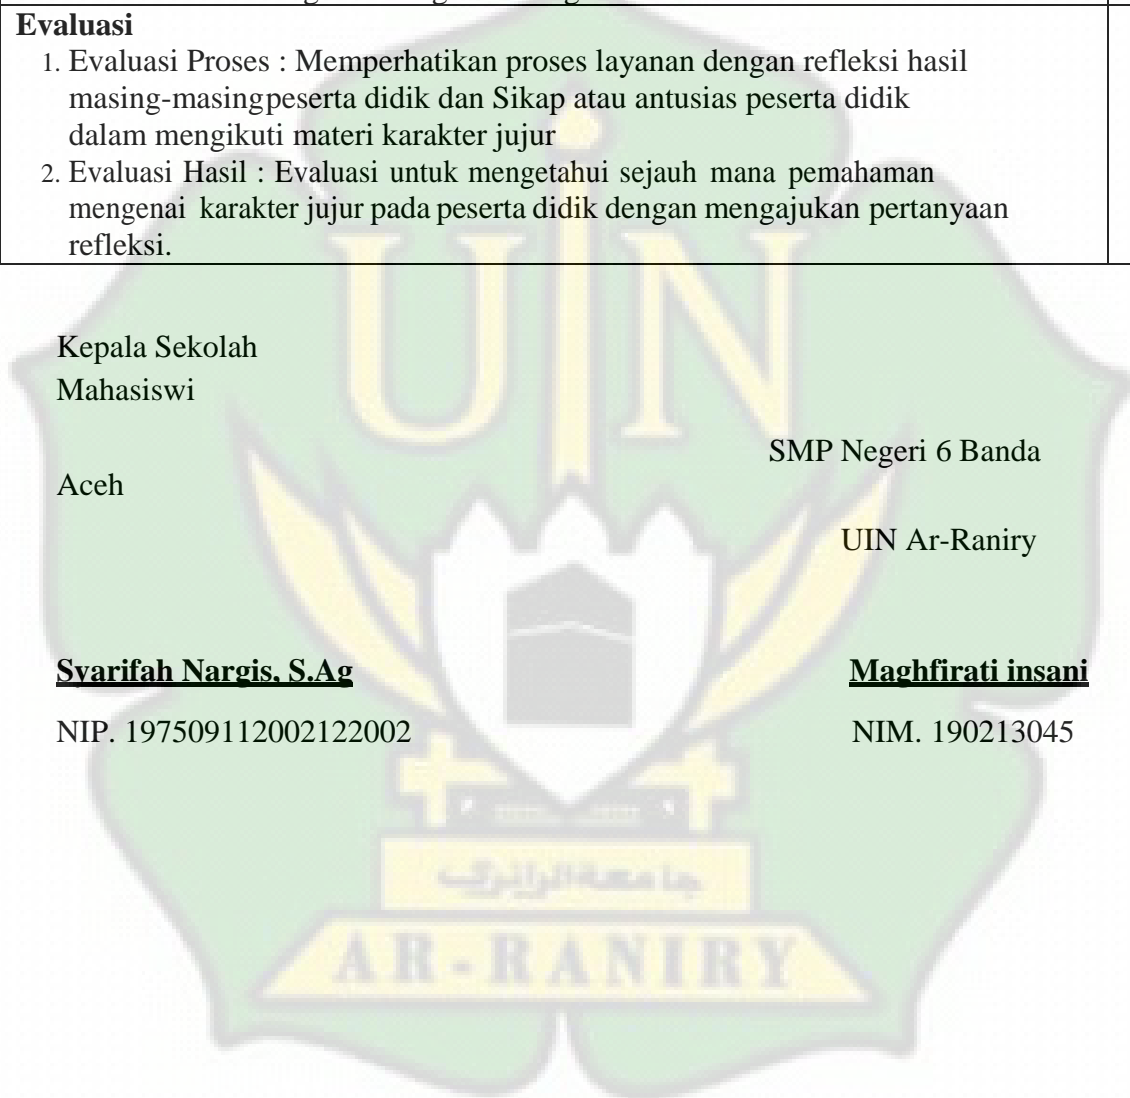 Evaluasi
1. Evaluasi Proses : Memperhatikan proses layanan dengan refleksi hasil
masing-masingpeserta didik dan Sikap atau antusias peserta didik
dalam mengikuti materi karakter jujur
2. Evaluasi Hasil : Evaluasi untuk mengetahui sejauh mana pemahaman
mengenai karakter jujur pada peserta didik dengan mengajukan pertanyaan
refleksi.
Kepala Sekolah
Mahasiswi
SMP Negeri 6 Banda
Aceh
UIN Ar-Raniry
Syarifah Nargis, S.Ag Maghfirati insani
NIP. 197509112002122002 NIM. 190213045
UIN
جامعة الرانري
AR-RANIRY